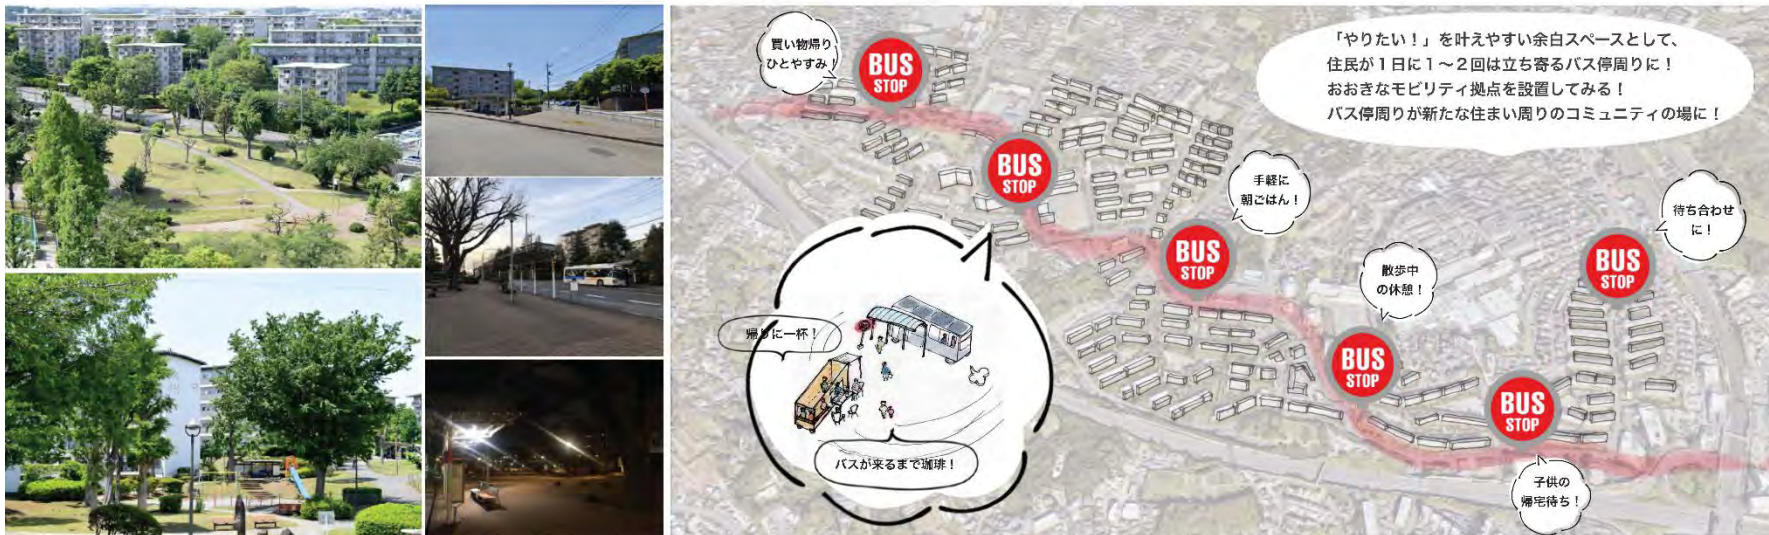 「やりたい！」を叶えやすい余白スペースとして、
住民が１日に１〜２回は立ち寄るバス停周りに！
おおきなモビリティ拠点を設置してみる！
バス停周りが新たな住まい周りのコミュニティの場に！
買い物帰り
ひとやすみ！
BUS
STOP
BUS
STOP
手軽に
朝ごはん！
BUS
STOP
待ち合わせ
に！
BUS
STOP
散歩中
の休憩！
BUS
STOP
BUS
STOP
子供の
帰宅待ち！
帰りに一杯！
バスが来るまで珈琲！